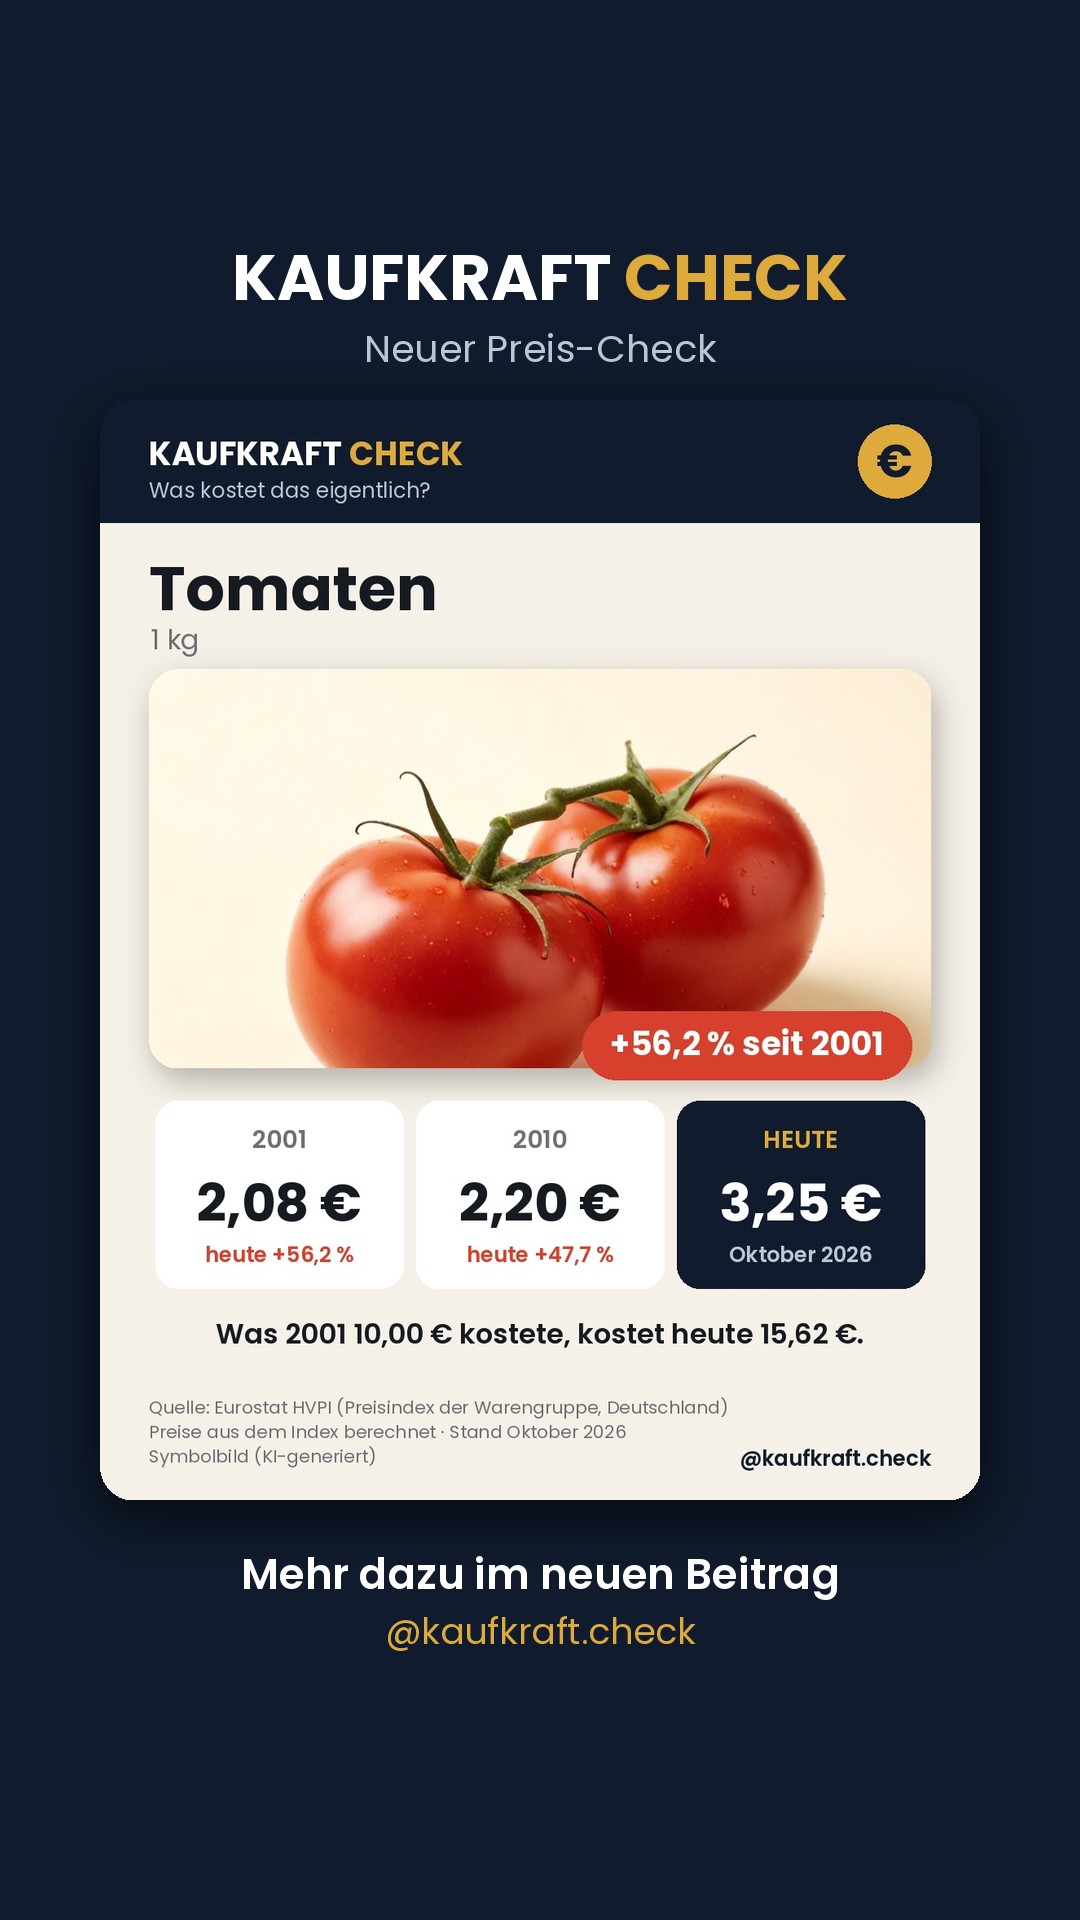 KAUFKRAFT CHECK
Neuer Preis-Check
KAUFKRAFT CHECK
€
Was kostet das eigentlich?
Tomaten
1 kg
+56,2 % seit 2001
2001
2,08 €
heute +56,2 %
2010
2,20 €
heute +47,7 %
HEUTE
3,25 €
Oktober 2026
Was 2001 10,00 € kostete, kostet heute 15,62 €.
Quelle: Eurostat HVPI (Preisindex der Warengruppe, Deutschland)
Preise aus dem Index berechnet · Stand Oktober 2026
Symbolbild (KI-generiert)
@kaufkraft.check
Mehr dazu im neuen Beitrag
@kaufkraft.check